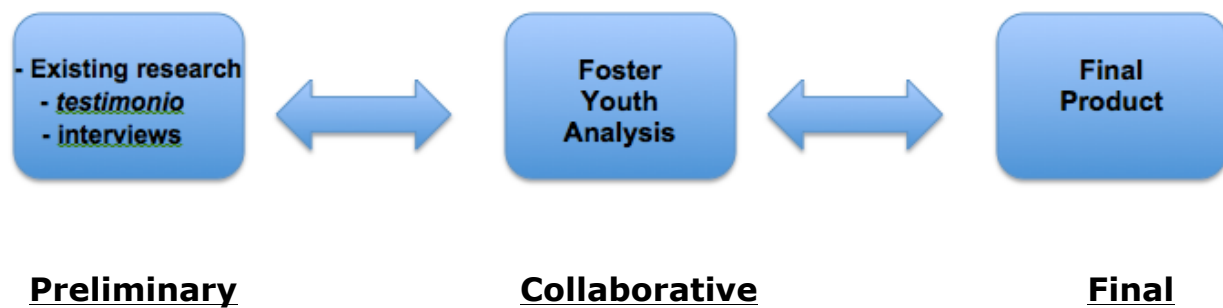 - Existing research
- testimonio
- interviews
Foster
Youth
Analysis
Final
Product
Preliminary
Collaborative
Final